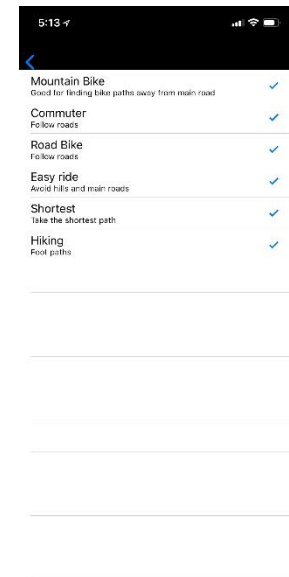 5:13
Mountain Bike
Good for finding bike paths away from main road
Commuter
Follow roads
Road Bike
Follow roads
Easy ride
Avoid hills and main roads
Shortest
Take the shortest path
Hiking
Foot paths